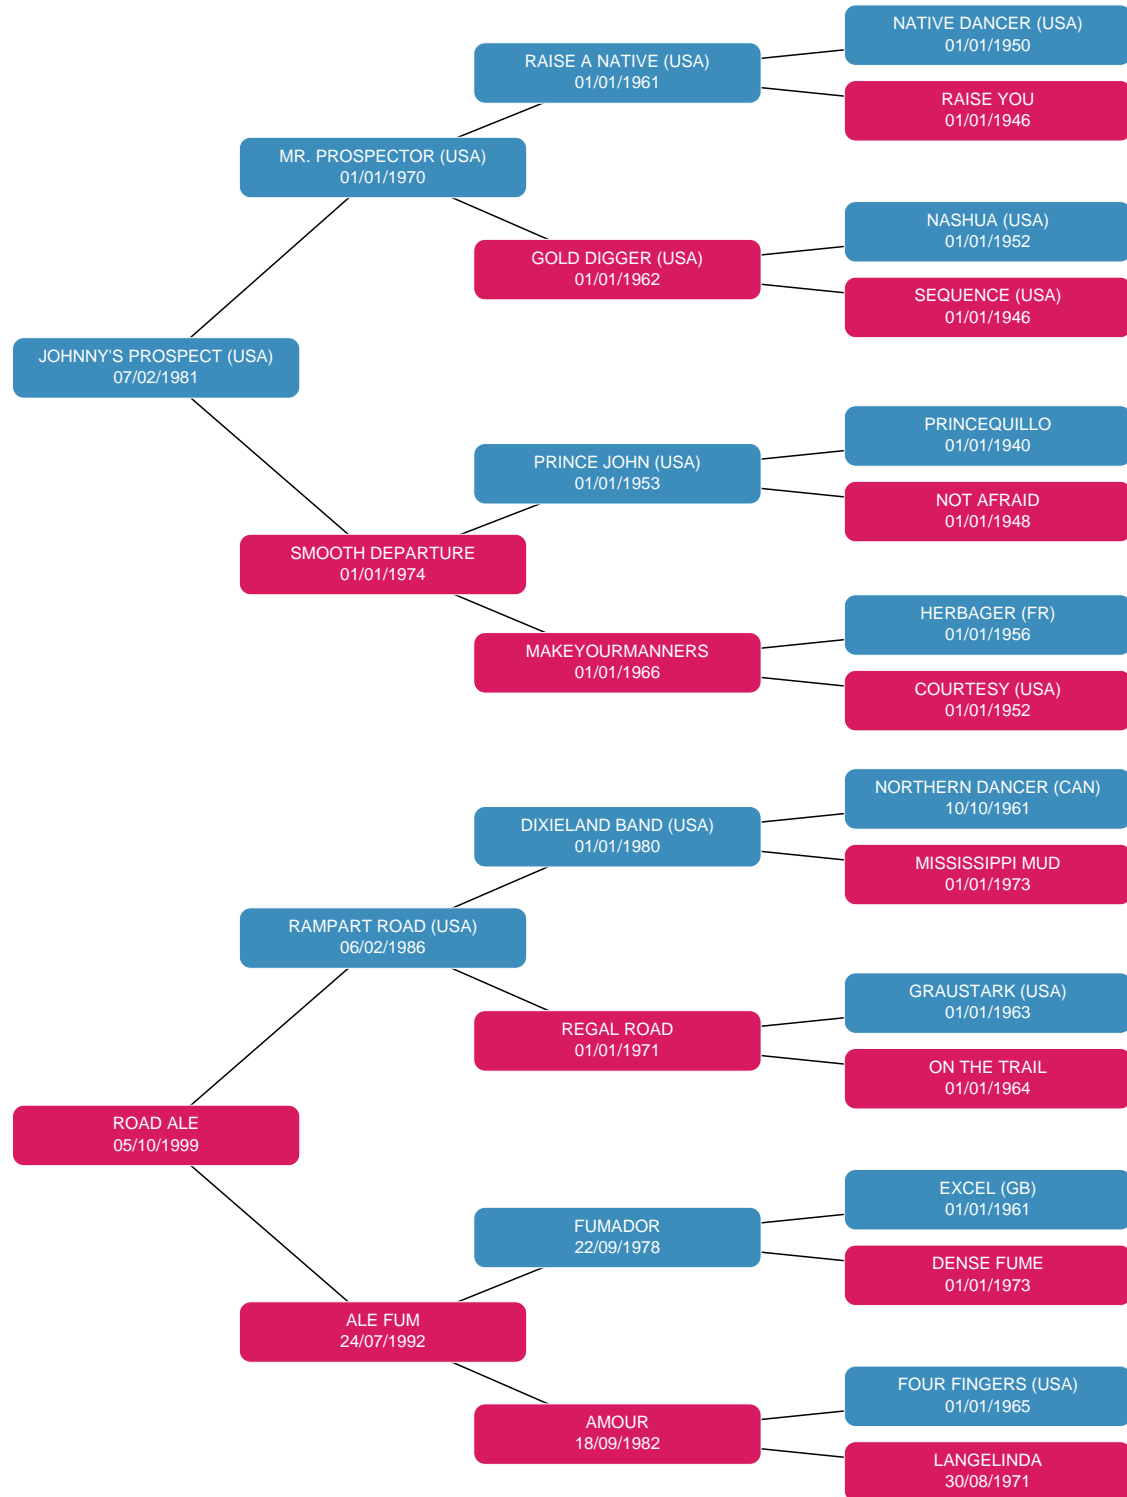 NATIVE DANCER (USA)
01/01/1950
RAISE A NATIVE (USA)
01/01/1961
RAISE YOU
01/01/1946
MR. PROSPECTOR (USA)
01/01/1970
NASHUA (USA)
01/01/1952
GOLD DIGGER (USA)
01/01/1962
SEQUENCE (USA)
01/01/1946
JOHNNY'S PROSPECT (USA)
07/02/1981
PRINCEQUILLO
01/01/1940
PRINCE JOHN (USA)
01/01/1953
NOT AFRAID
01/01/1948
SMOOTH DEPARTURE
01/01/1974
HERBAGER (FR)
01/01/1956
MAKEYOURMANNERS
01/01/1966
COURTESY (USA)
01/01/1952
NORTHERN DANCER (CAN)
10/10/1961
DIXIELAND BAND (USA)
01/01/1980
MISSISSIPPI MUD
01/01/1973
RAMPART ROAD (USA)
06/02/1986
GRAUSTARK (USA)
01/01/1963
REGAL ROAD
01/01/1971
ON THE TRAIL
01/01/1964
ROAD ALE
05/10/1999
EXCEL (GB)
01/01/1961
FUMADOR
22/09/1978
DENSE FUME
01/01/1973
ALE FUM
24/07/1992
FOUR FINGERS (USA)
01/01/1965
AMOUR
18/09/1982
LANGELINDA
30/08/1971